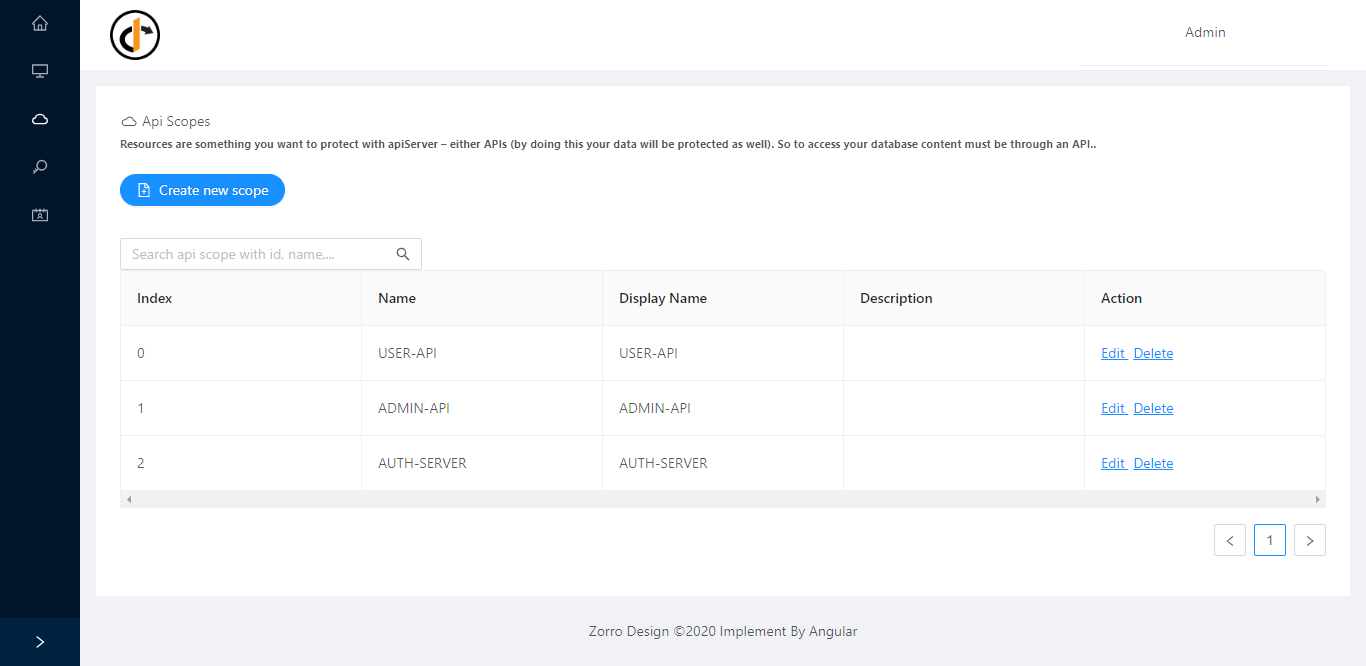 Admin
Api Scopes
Resources are something you want to protect with apiServer – either APIs (by doing this your data will be protected as well). So to access your database content must be through an API..
Create new scope
Search api scope with id, name,...
Index Name Display Name Description Action
0 USER-API USER-API Edit Delete
1 ADMIN-API ADMIN-API Edit Delete
2 AUTH-SERVER AUTH-SERVER Edit Delete
1
Zorro Design ©2020 Implement By Angular